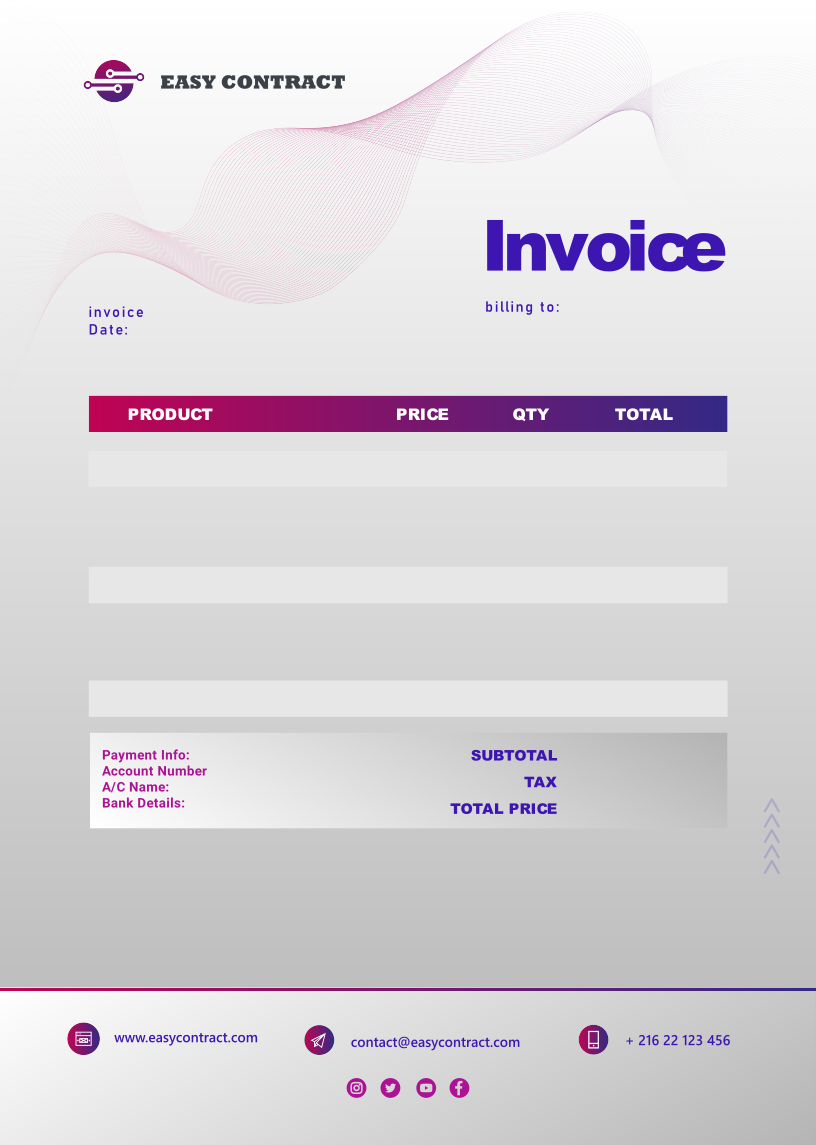 EASY CONTRACT
Invoice
invoice
Date:
billing to:
PRODUCT PRICE QTY TOTAL
Payment Info:
Account Number
A/C Name:
Bank Details:
SUBTOTAL
TAX
TOTAL PRICE
www.easycontract.com
contact@easycontract.com
+ 216 22 123 456